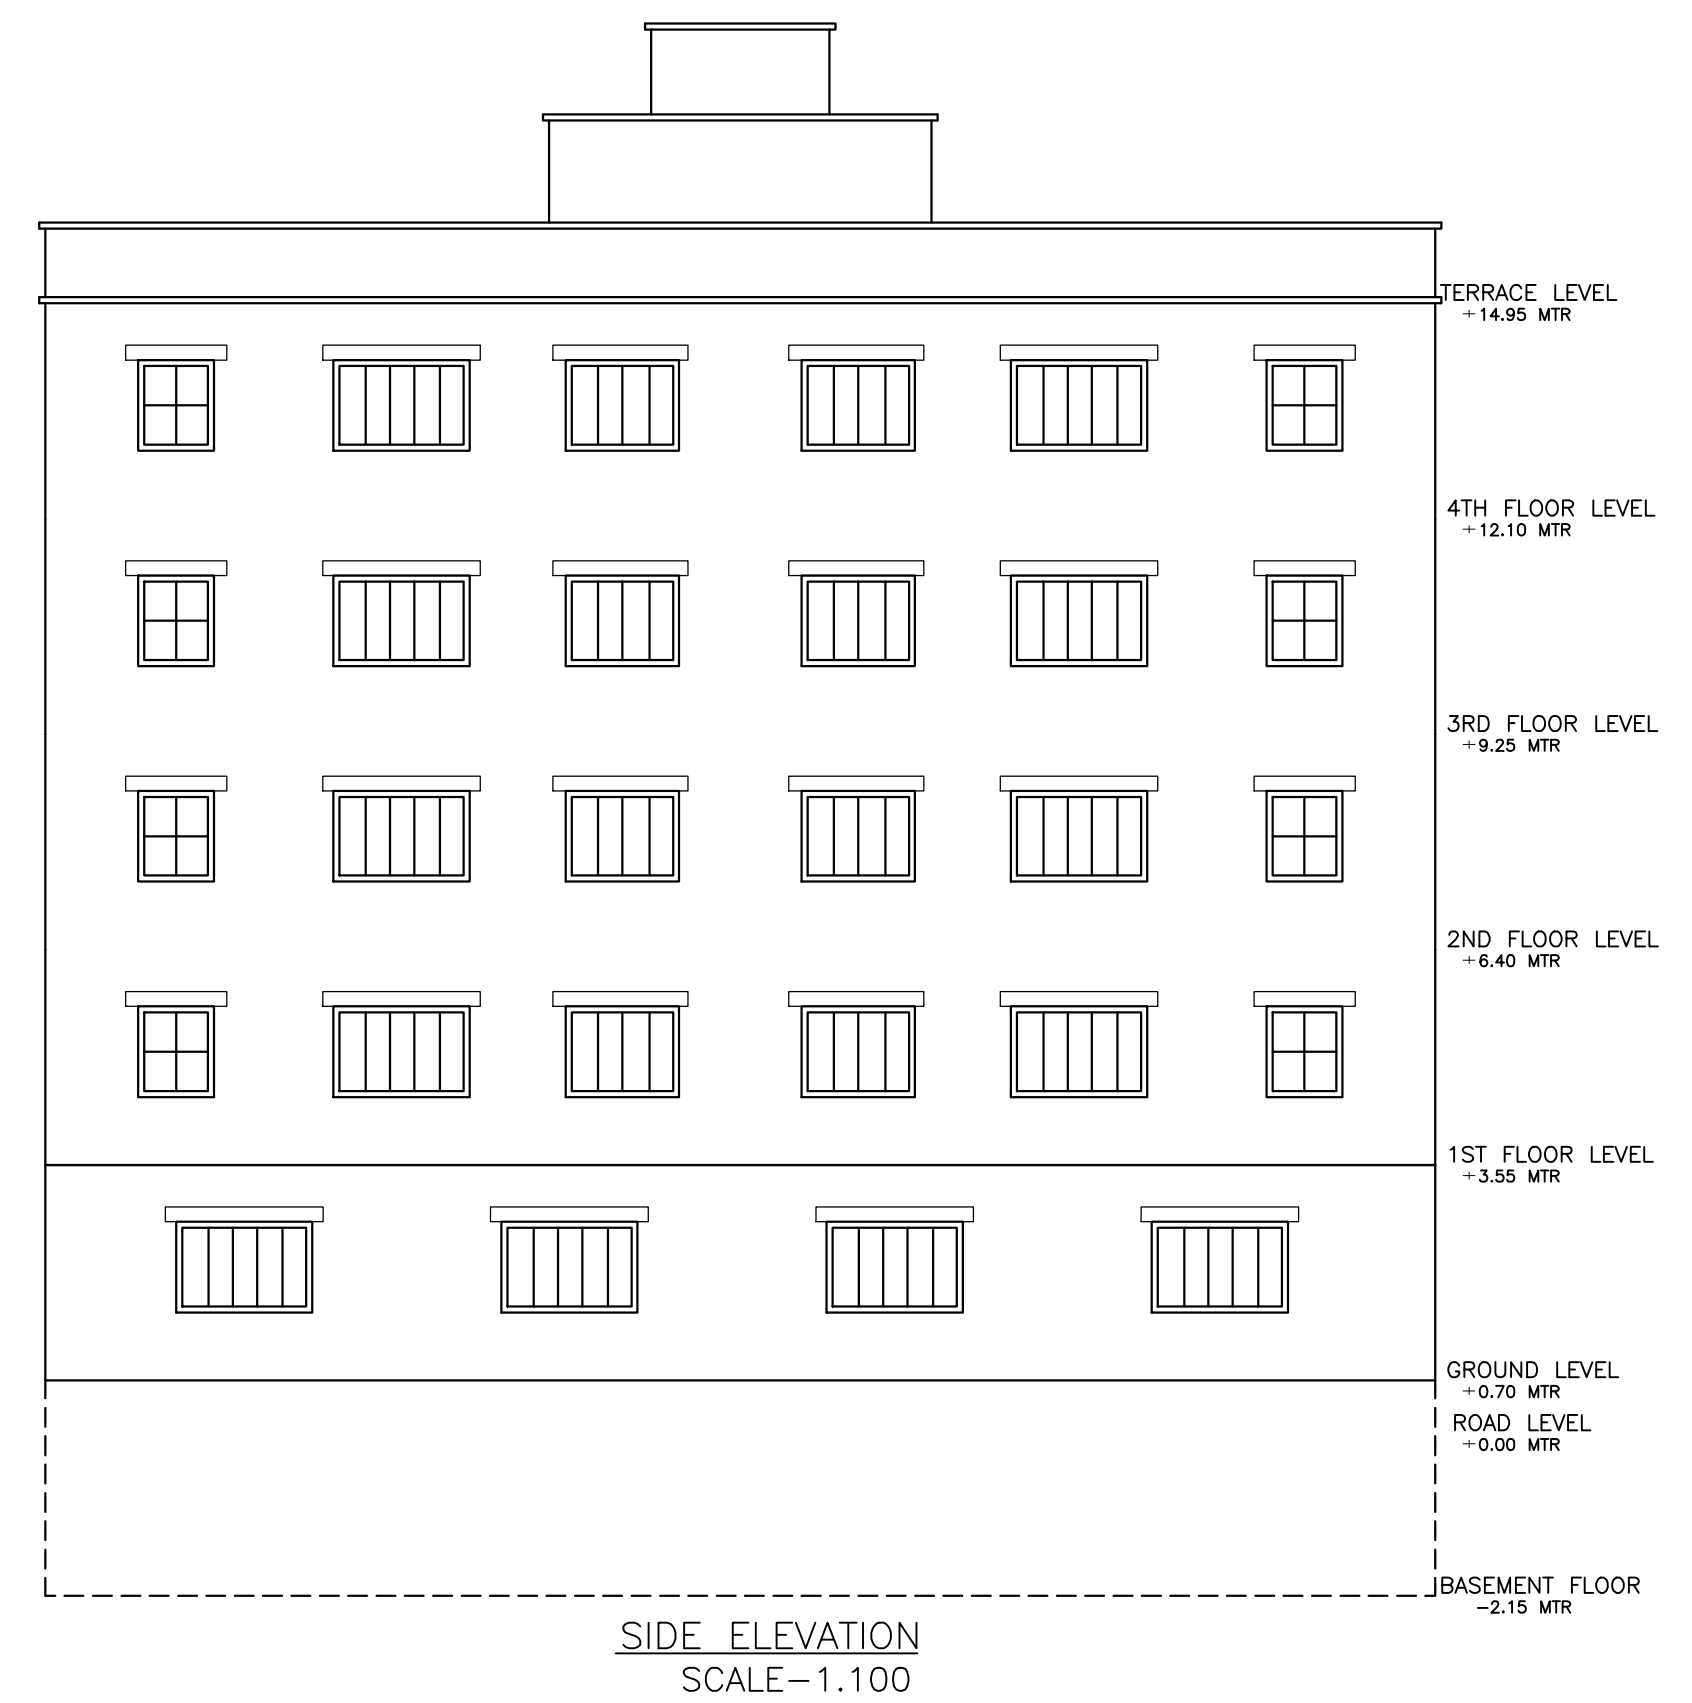 TERRACE LEVEL
+14.95 MTR
4TH FLOOR LEVEL
+12.10 MTR
3RD FLOOR LEVEL
+9.25 MTR
2ND FLOOR LEVEL
+6.40 MTR
1ST FLOOR LEVEL
+3.55 MTR
GROUND LEVEL
+0.70 MTR
ROAD LEVEL
+0.00 MTR
BASEMENT FLOOR
-2.15 MTR
SIDE ELEVATION
SCALE-1.100